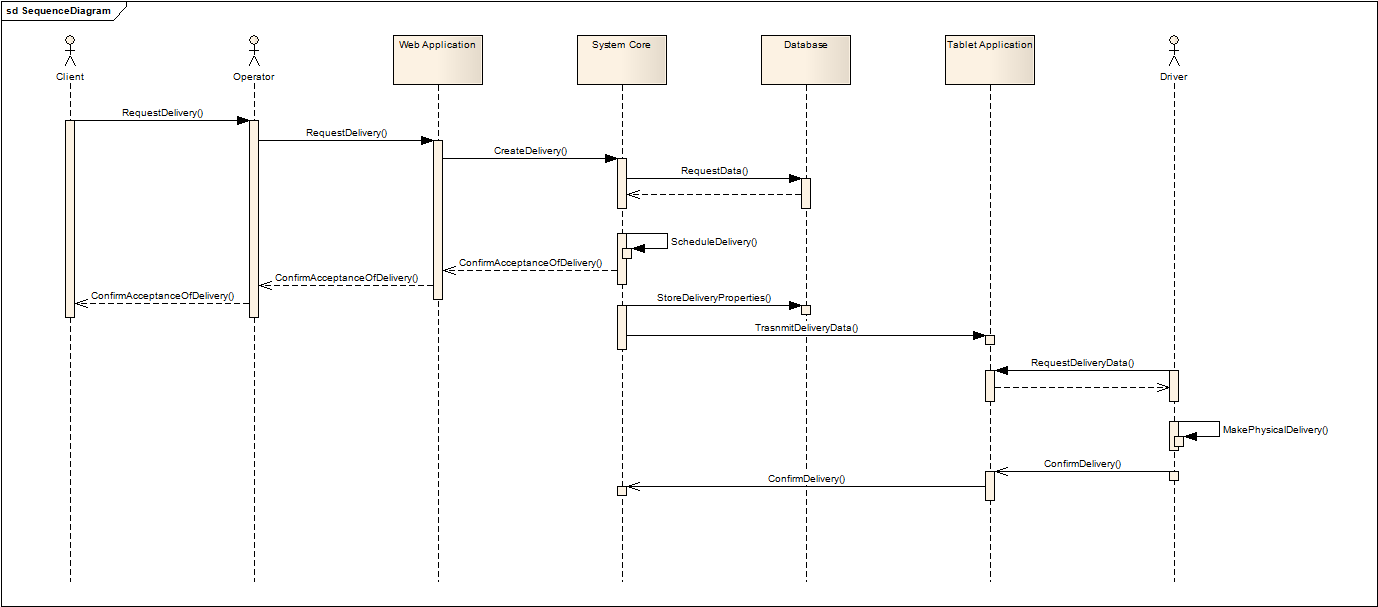 sd SequenceDiagram
Client
Operator
Web Application
System Core
Database
Tablet Application
Driver
RequestDelivery()
RequestDelivery()
CreateDelivery()
RequestData()
ScheduleDelivery()
ConfirmAcceptanceOfDelivery()
ConfirmAcceptanceOfDelivery()
ConfirmAcceptanceOfDelivery()
StoreDeliveryProperties()
TrasnmitDeliveryData()
RequestDeliveryData()
MakePhysicalDelivery()
ConfirmDelivery()
ConfirmDelivery()